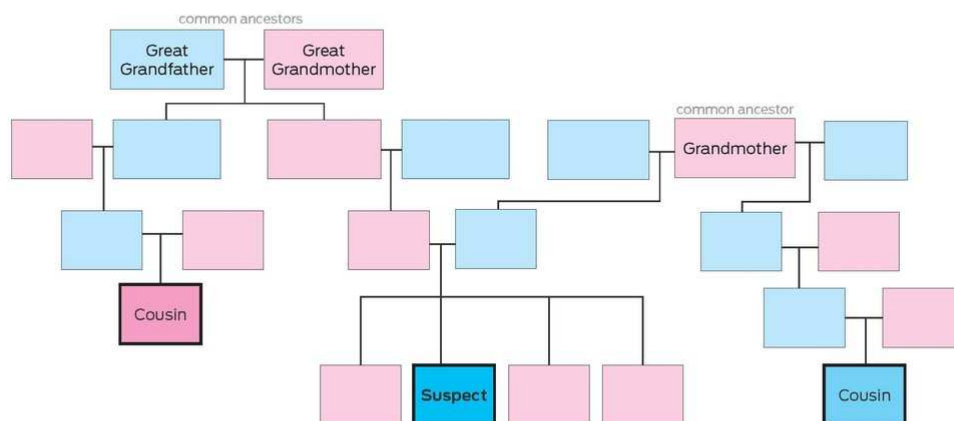 common ancestors
Great
Grandfather
Great
Grandmother
common ancestor
Grandmother
Cousin
Suspect
Cousin